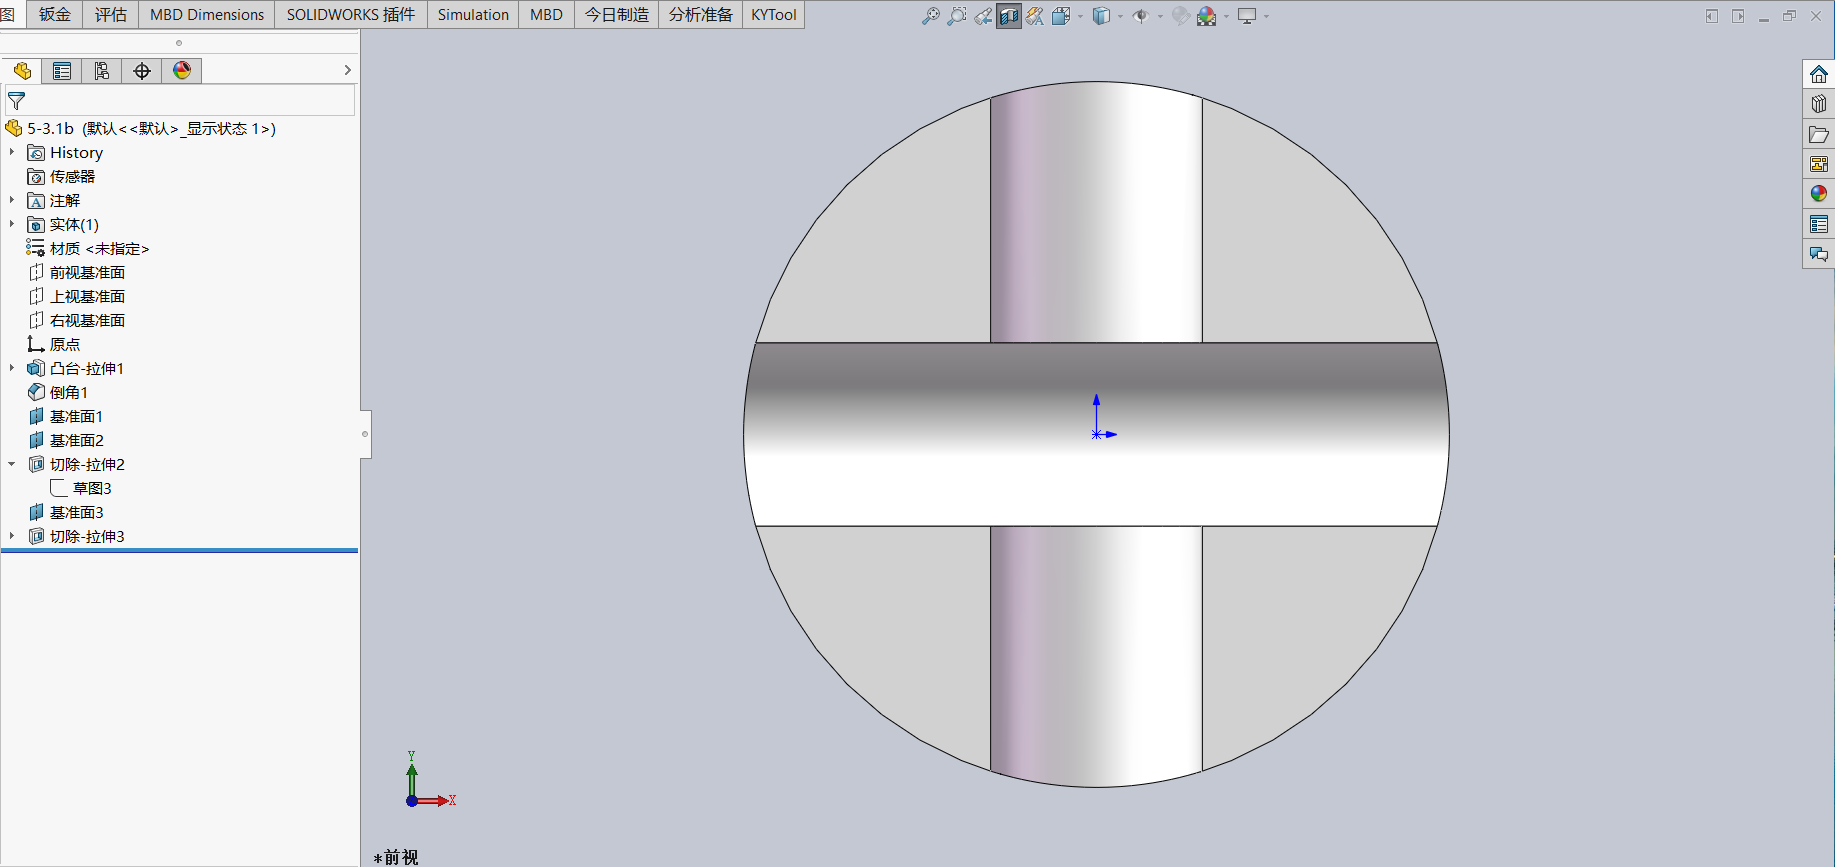 图 钣金 评估 MBD Dimensions SOLIDWORKS 插件 Simulation MBD 今日制造 分析准备 KYTool
5-3.1b (默认<<默认>_显示状态 1>)
History
传感器
A 注解
实体(1)
材质 <未指定>
前视基准面
上视基准面
右视基准面
原点
凸台-拉伸1
倒角1
基准面1
基准面2
切除-拉伸2
草图3
基准面3
切除-拉伸3
Y
X
*前视